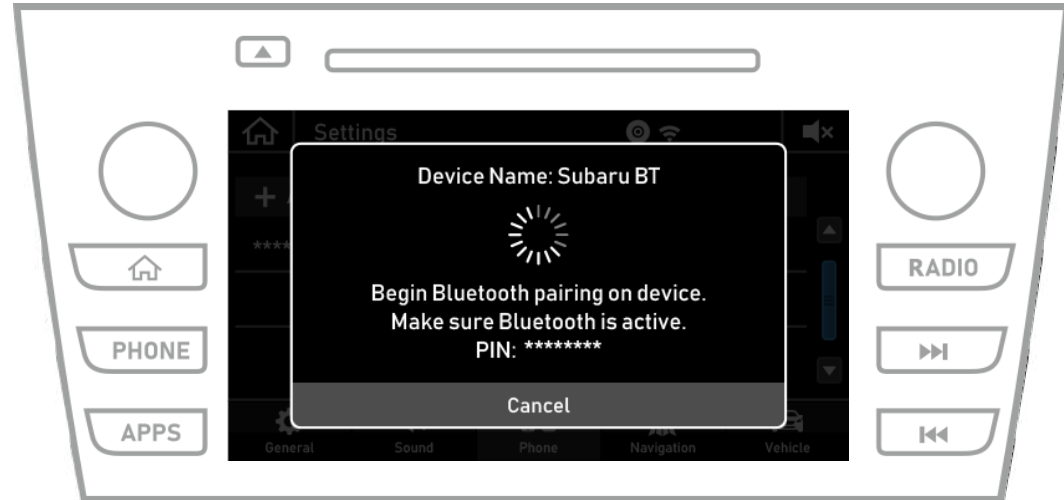 Settings
Device Name: Subaru BT
+ A
****
Begin Bluetooth pairing on device.
Make sure Bluetooth is active.
PIN: ********
Cancel
General Sound Phone Navigation Vehicle
PHONE
APPS
RADIO